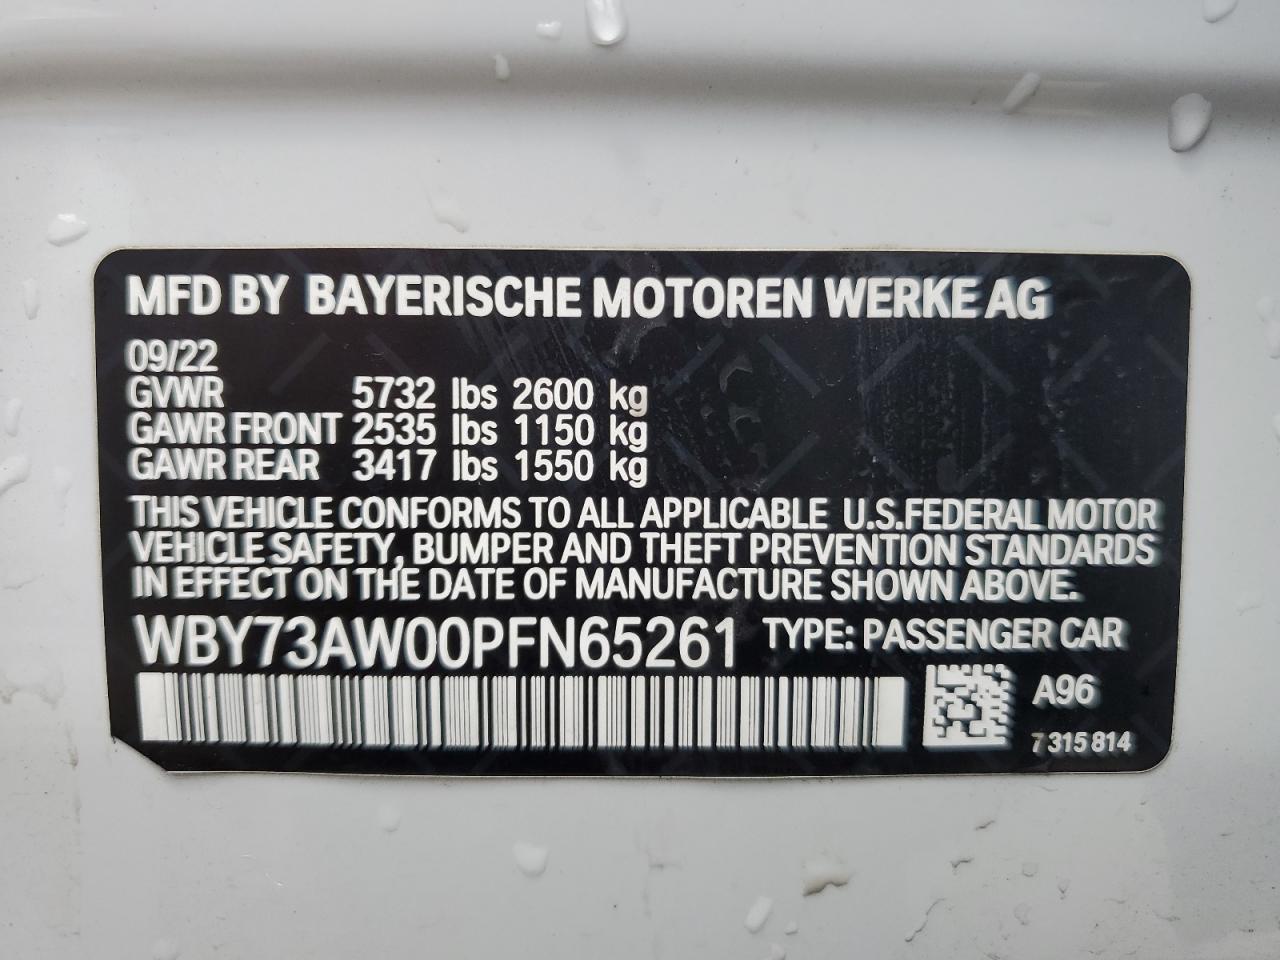 MFD BY BAYERISCHE MOTOREN WERKE AG
09/22
GVWR 5732 lbs 2600 kg
GAWR FRONT 2535 lbs 1150 kg
GAWR REAR 3417 lbs 1550 kg
THIS VEHICLE CONFORMS TO ALL APPLICABLE U.S.FEDERAL MOTOR
VEHICLE SAFETY, BUMPER AND THEFT PREVENTION STANDARDS
IN EFFECT ON THE DATE OF MANUFACTURE SHOWN ABOVE.
WBY73AW00PFN65261 TYPE: PASSENGER CAR
A96
7 315 814